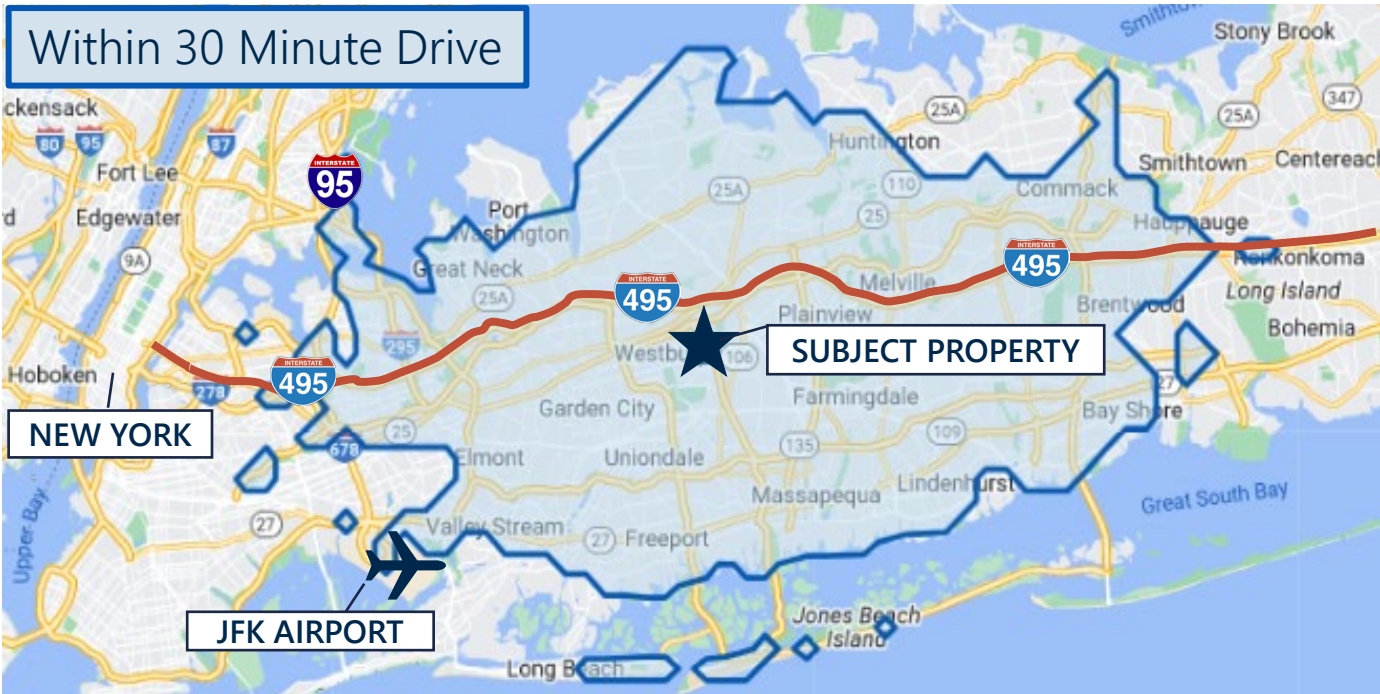 Within 30 Minute Drive
Smithtow
Stony Brook
ckensack
80
95
87
INTERSTATE
95
25A
347
25A
Huntington
Fort Lee
Smithtown
Centereach
110
25A
Commack
Edgewater
Port
Washington
25
Hauppauge
9A
INTERSTATE
495
Ronkonkoma
Great Neck
INTERSTATE
495
Melville
Long Island
25A
Brentwood
Plainview
Bohemia
295
Westbu
106
SUBJECT PROPERTY
Hoboken
INTERSTATE
495
278
27
Farmingdale
Garden City
Bay Shore
NEW YORK
25
109
135
678
Elmont
Uniondale
Lindenhurst
Massapequa
Great South Bay
27
Valley Stream
27
Freeport
Upper Bay
JFK AIRPORT
Jones Beach
Island
Long Beach